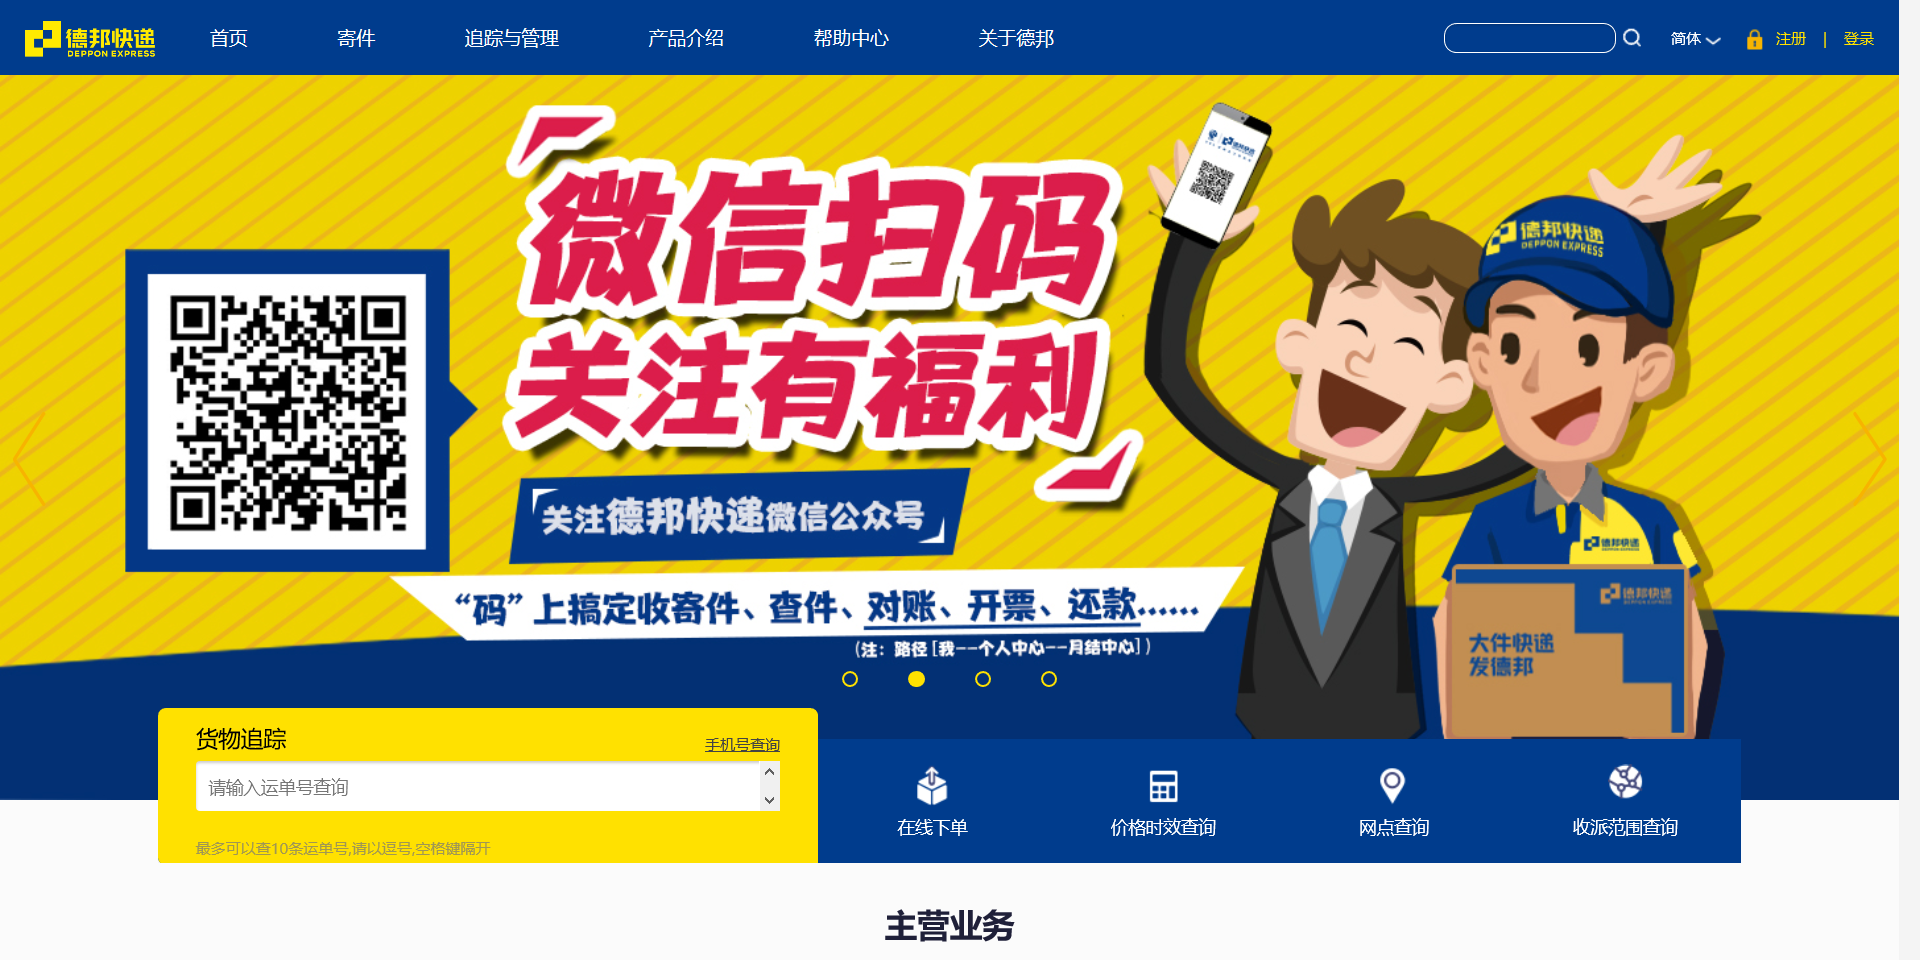 德邦快递
DEPPON EXPRESS
首页
寄件
追踪与管理
产品介绍
帮助中心
关于德邦
简体
注册
|
登录
微信扫码
关注有福利
关注德邦快递微信公众号
“码”上搞定收寄件、查件、对账、开票、还款......
(注：路径[我--个人中心--月结中心])
德邦快递
DEPPON EXPRESS
德邦快递
德邦快递
DEPPON EXPRESS
大件快递
发德邦
货物追踪
手机号查询
请输入运单号查询
最多可以查10条运单号,请以逗号,空格键隔开
在线下单
价格时效查询
网点查询
收派范围查询
主营业务